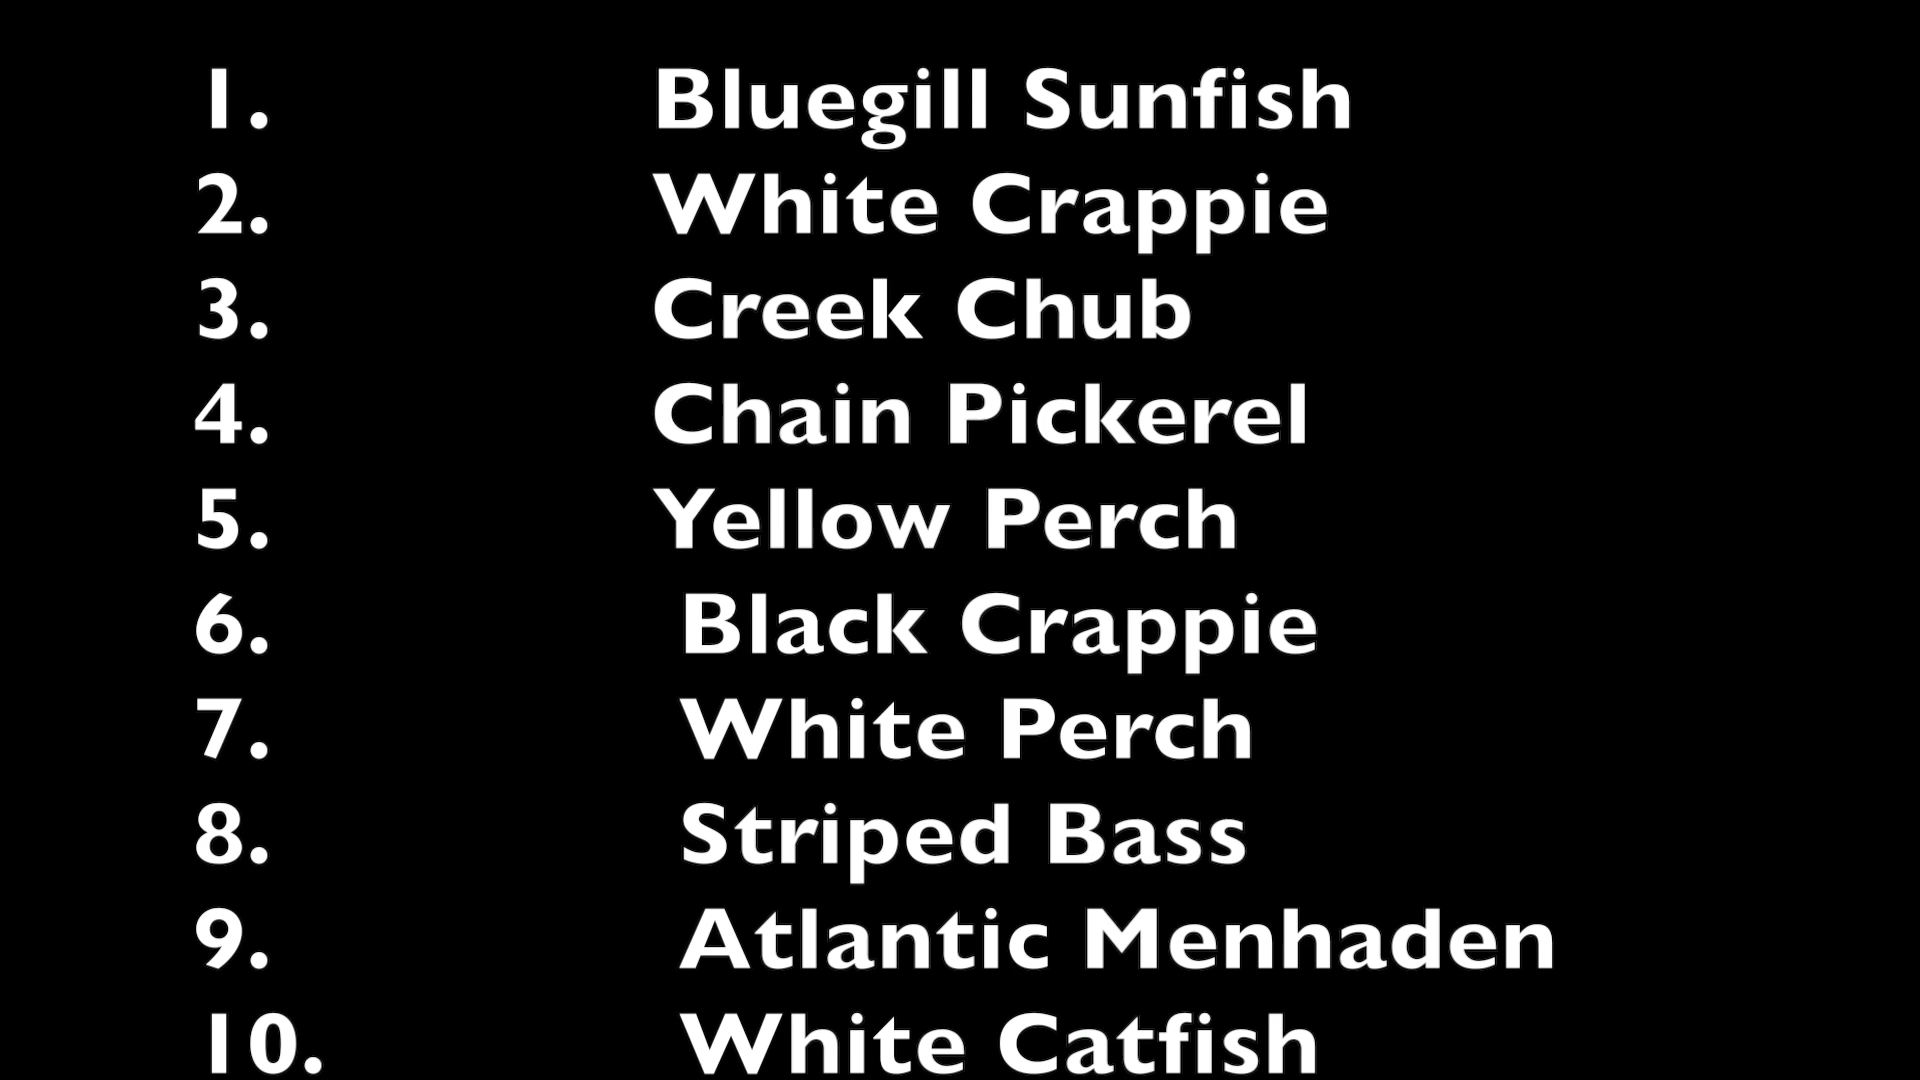 1. Bluegill Sunfish
2. White Crappie
3. Creek Chub
4. Chain Pickerel
5. Yellow Perch
6. Black Crappie
7. White Perch
8. Striped Bass
9. Atlantic Menhaden
10. White Catfish